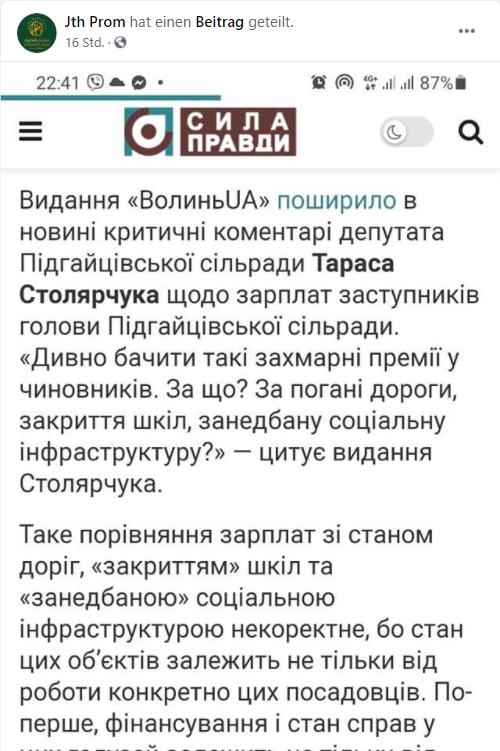 Jth Prom hat einen Beitrag geteilt.
16 Std.
22:41
4G+
87%
СИЛА
ПРАВДИ
Видання «ВолиньUA» поширило в
новині критичні коментарі депутата
Підгайцівської сільради Тараса
Столярчука щодо зарплат заступників
голови Підгайцівської сільради.
«Дивно бачити такі захмарні премії у
чиновників. За що? За погані дороги,
закриття шкіл, занедбану соціальну
інфраструктуру?» — цитує видання
Столярчука.
Таке порівняння зарплат зі станом
доріг, «закриттям» шкіл та
«занедбаною» соціальною
інфраструктурою некоректне, бо стан
цих об’єктів залежить не тільки від
роботи конкретно цих посадовців. По-
перше, фінансування і стан справ у